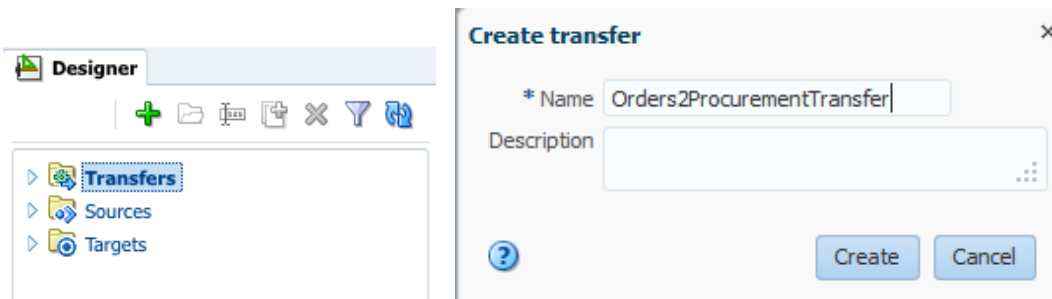 Designer
Transfers
Sources
Targets
Create transfer
* Name Orders2ProcurementTransfer
Description
Create Cancel